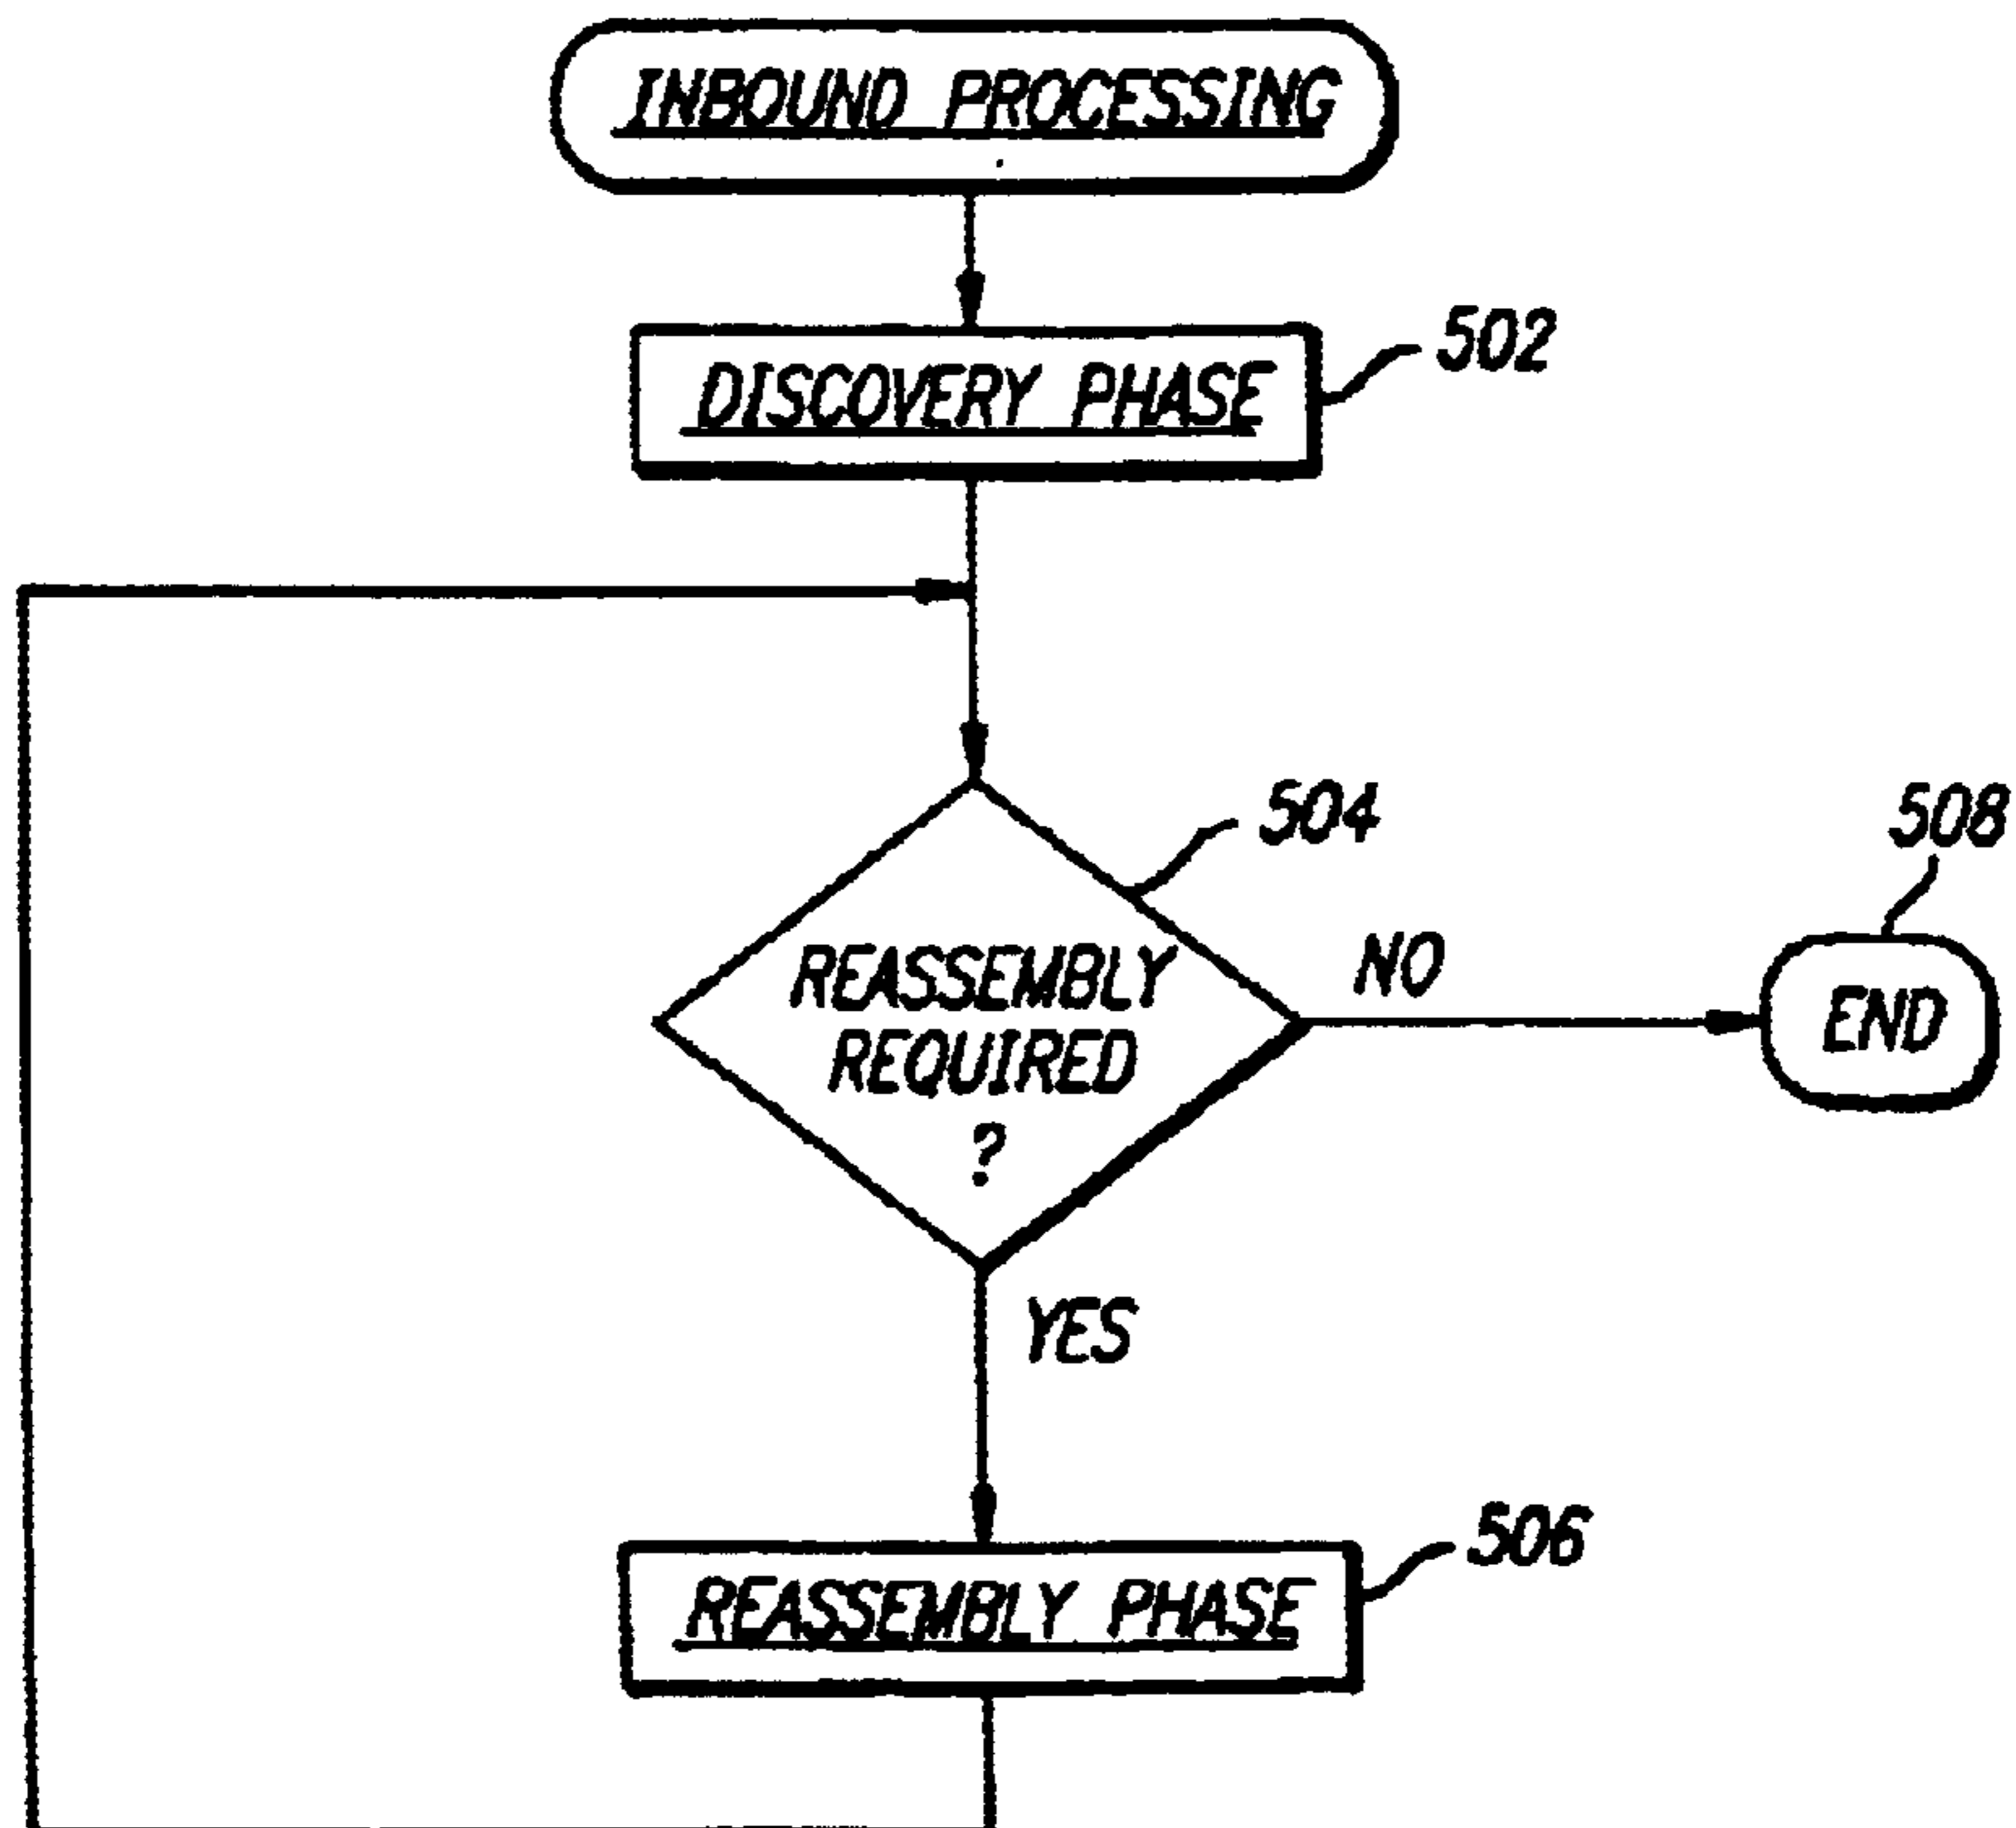 INBOUND PROCESSING
502
DISCOVERY PHASE
504
508
REASSEMBLY
REQUIRED
?
NO
END
YES
506
REASSEMBLY PHASE